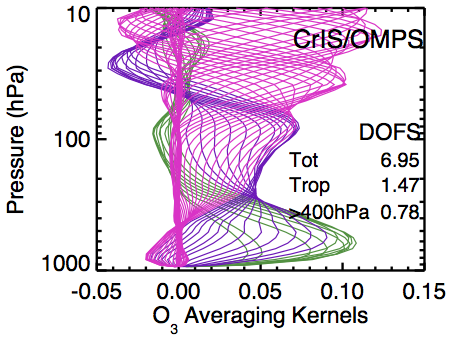 10
CrIS/OMPS
Pressure (hPa)
100
DOFS
Tot 6.95
Trop 1.47
>400hPa 0.78
1000
-0.05 0.00 0.05 0.10 0.15
O3 Averaging Kernels